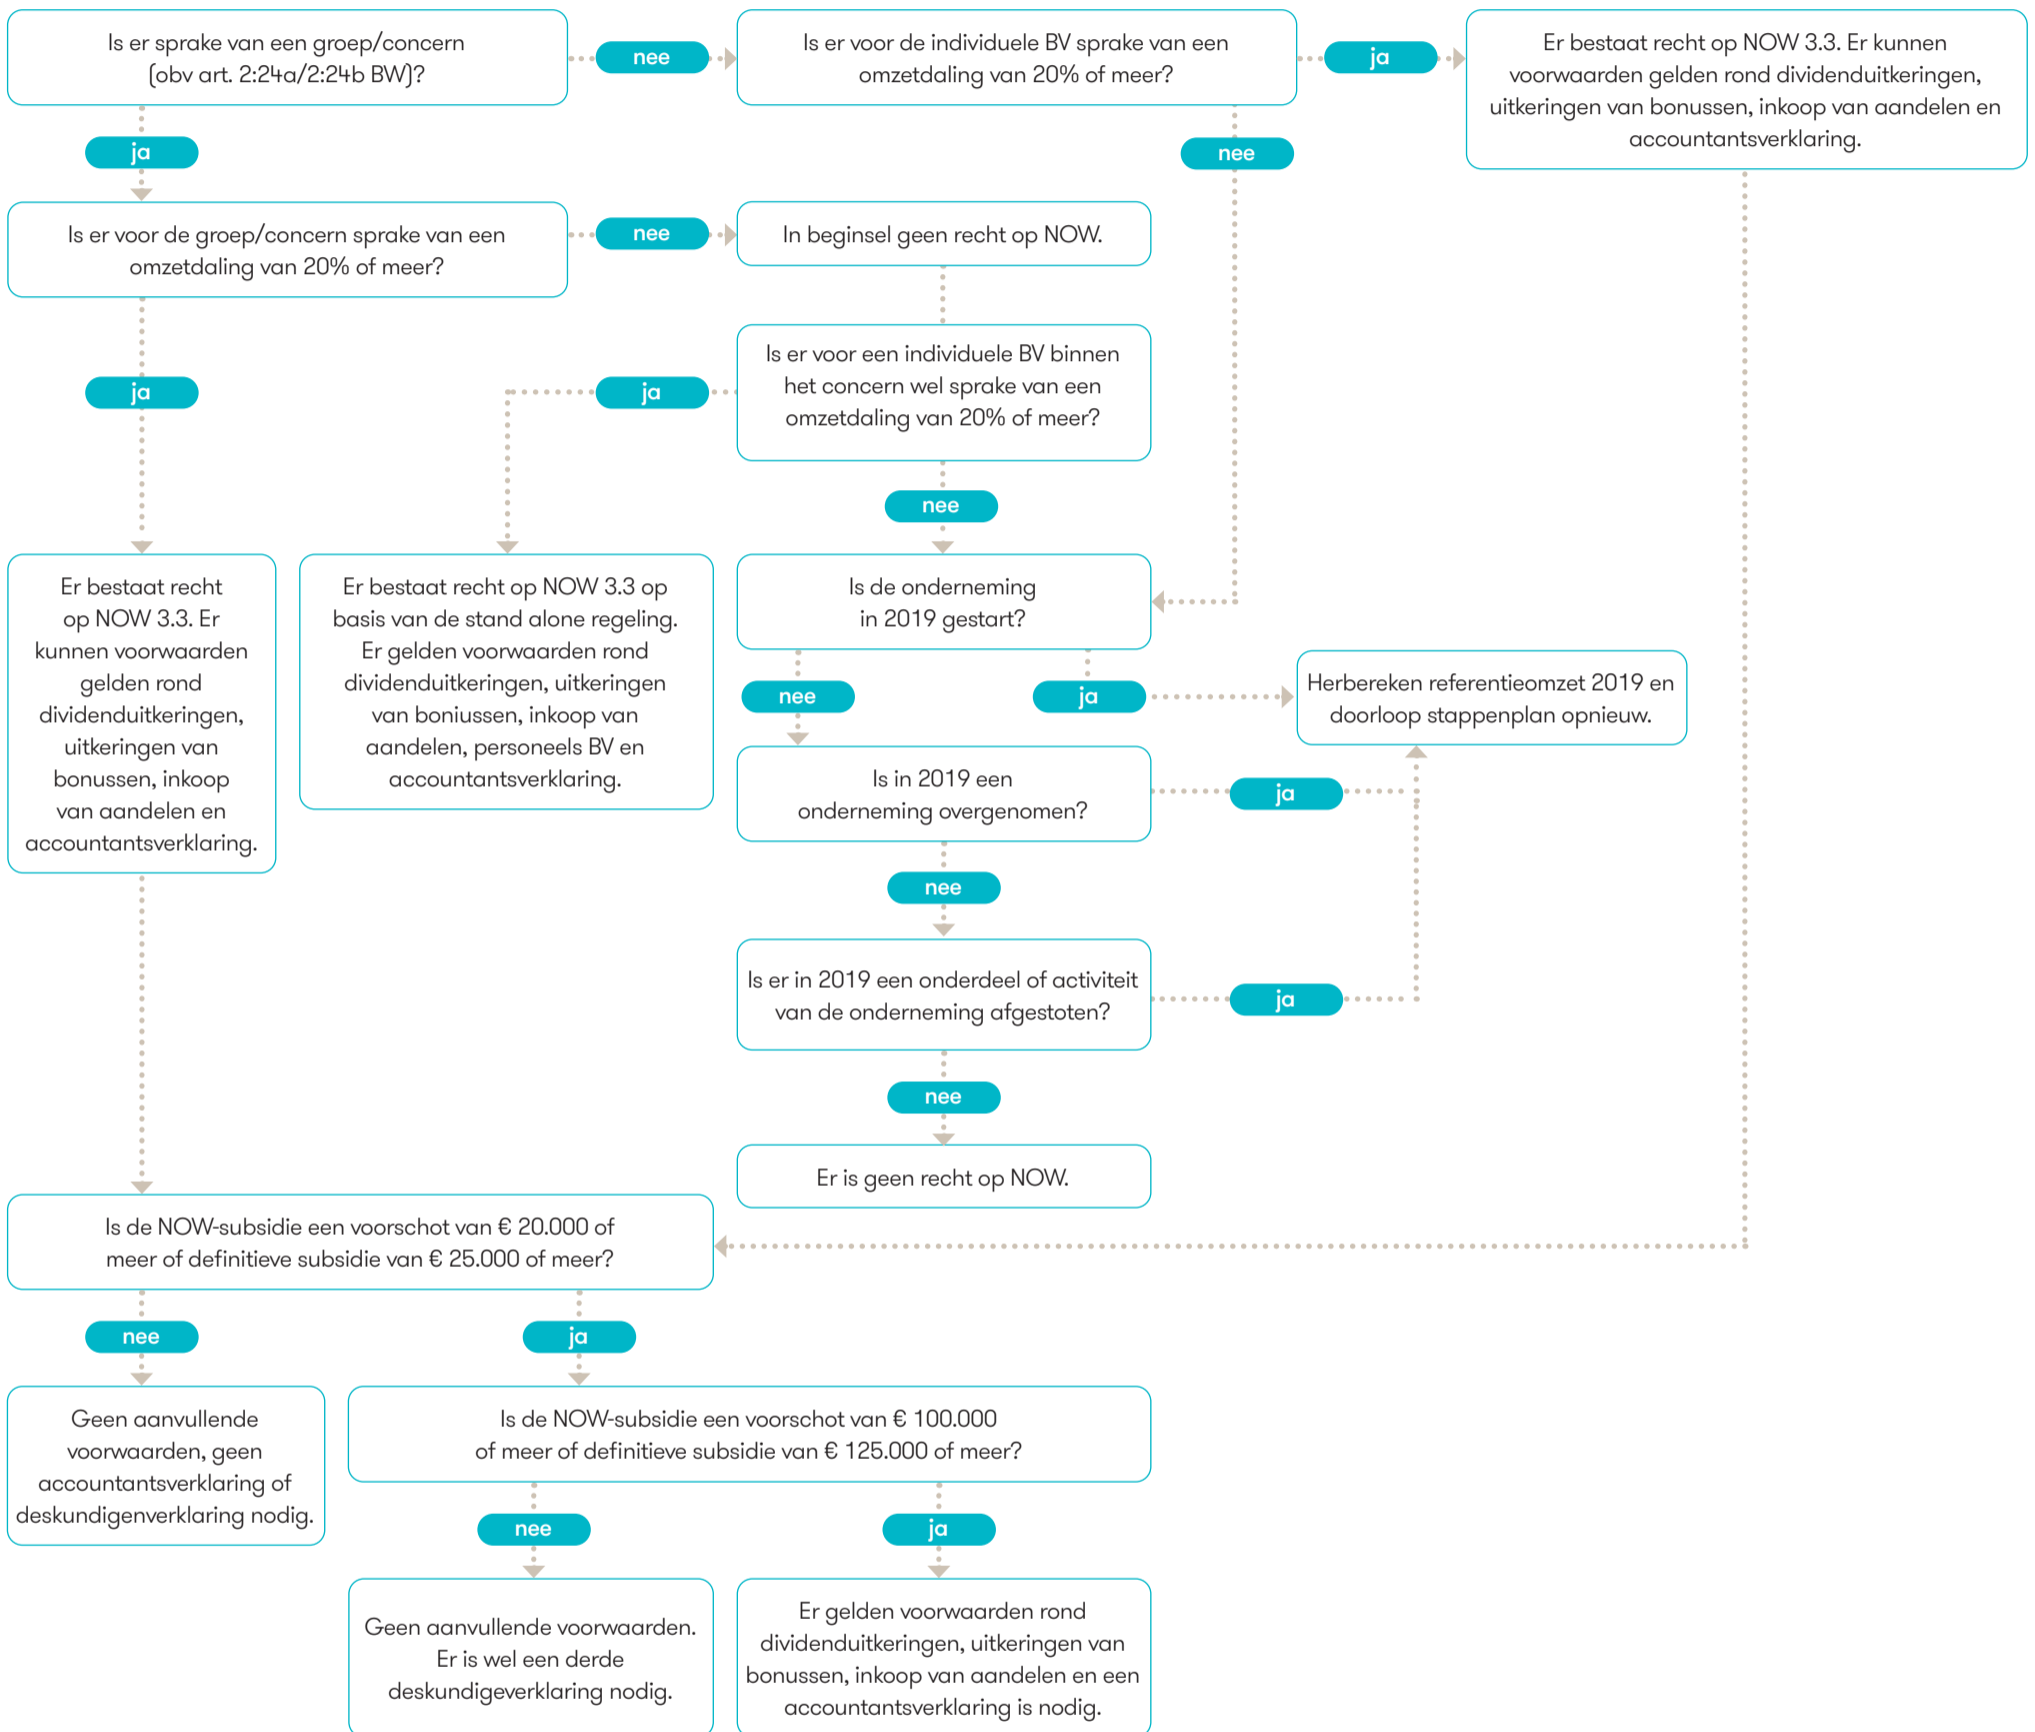 Is er sprake van een groep/concern
(obv art. 2:24a/2:24b BW)?
nee
Is er voor de individuele BV sprake van een
omzetdaling van 20% of meer?
ja
Er bestaat recht op NOW 3.3. Er kunnen
voorwaarden gelden rond dividenduitkeringen,
uitkeringen van bonussen, inkoop van aandelen en
accountantsverklaring.
ja
nee
Is er voor de groep/concern sprake van een
omzetdaling van 20% of meer?
nee
In beginsel geen recht op NOW.
ja
ja
Is er voor een individuele BV binnen
het concern wel sprake van een
omzetdaling van 20% of meer?
nee
Er bestaat recht
op NOW 3.3. Er
kunnen voorwaarden
gelden rond
dividenduitkeringen,
uitkeringen van
bonussen, inkoop
van aandelen en
accountantsverklaring.
Er bestaat recht op NOW 3.3 op
basis van de stand alone regeling.
Er gelden voorwaarden rond
dividenduitkeringen, uitkeringen
van boniussen, inkoop van
aandelen, personeels BV en
accountantsverklaring.
Is de onderneming
in 2019 gestart?
nee
ja
Herbereken referentieomzet 2019 en
doorloop stappenplan opnieuw.
Is in 2019 een
onderneming overgenomen?
ja
nee
Is er in 2019 een onderdeel of activiteit
van de onderneming afgestoten?
ja
nee
Er is geen recht op NOW.
Is de NOW-subsidie een voorschot van € 20.000 of
meer of definitieve subsidie van € 25.000 of meer?
nee
ja
Geen aanvullende
voorwaarden, geen
accountantsverklaring of
deskundigenverklaring nodig.
Is de NOW-subsidie een voorschot van € 100.000
of meer of definitieve subsidie van € 125.000 of meer?
nee
ja
Geen aanvullende voorwaarden.
Er is wel een derde
deskundigeverklaring nodig.
Er gelden voorwaarden rond
dividenduitkeringen, uitkeringen van
bonussen, inkoop van aandelen en een
accountantsverklaring is nodig.